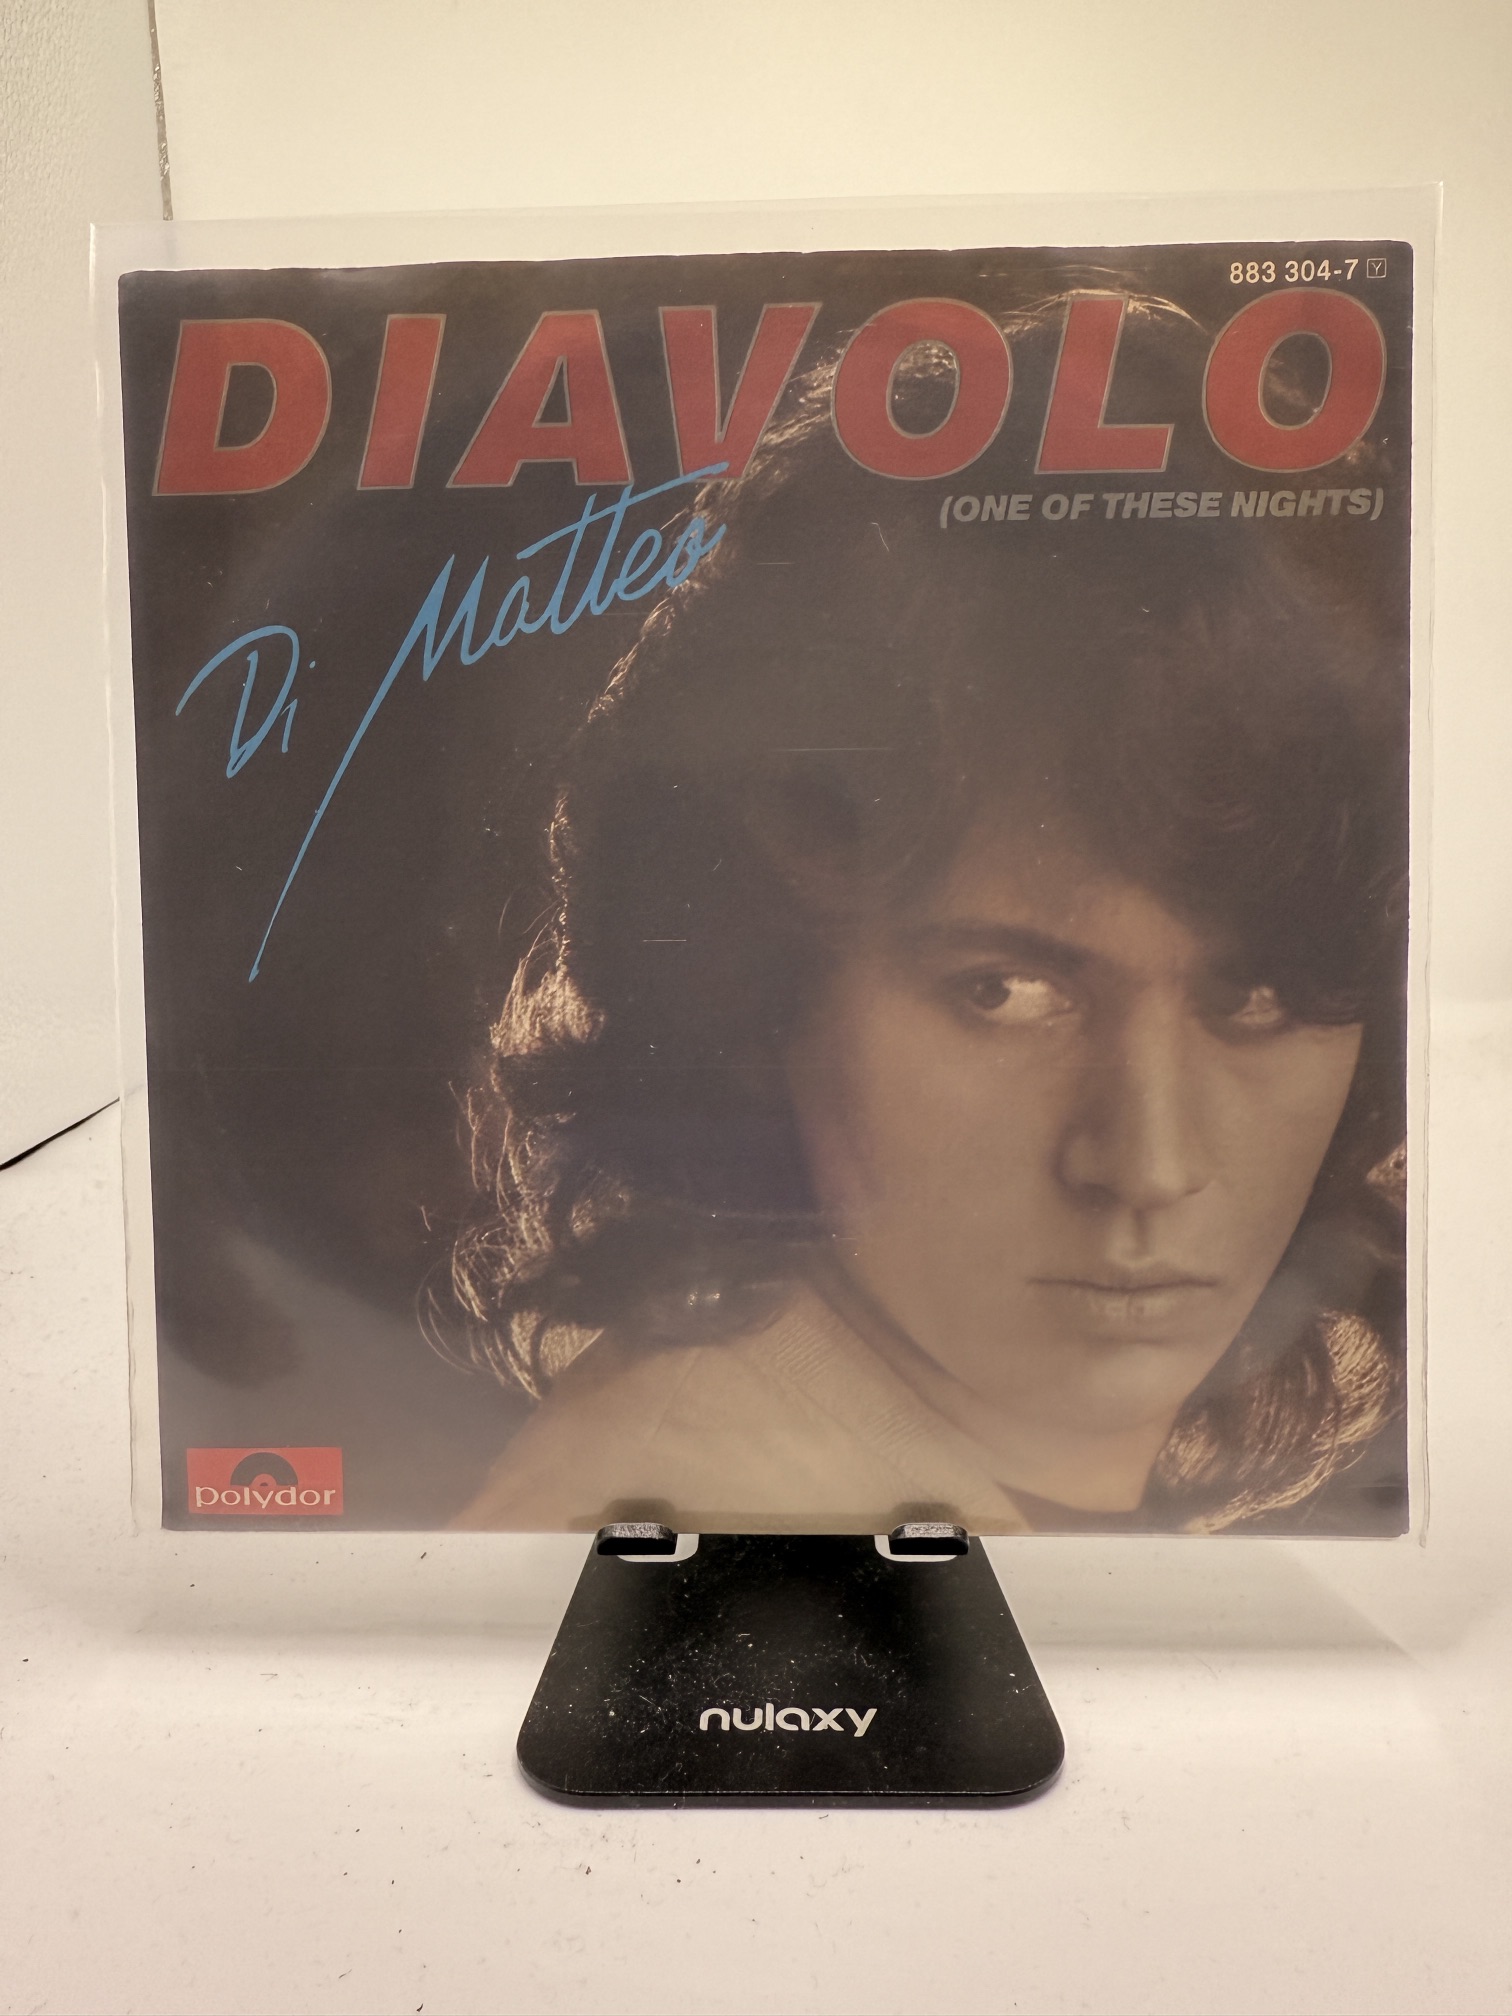 883 304-7 Y
DIAVOLO
(ONE OF THESE NIGHTS)
Di Matteo
polydor
nulaxy